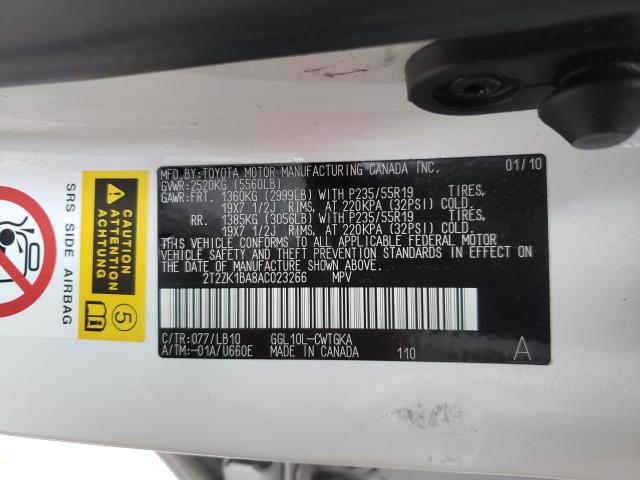 MFD.BY:TOYOTA MOTOR MANUFACTURING CANADA INC. 01/10
GVWR:2520KG (5560LB)
GAWR:FRT. 1360KG (2999LB) WITH P235/55R19 TIRES,
19X7 1/2J RIMS, AT 220KPA (32PSI) COLD.
RR. 1385KG (3056LB) WITH P235/55R19 TIRES,
19X7 1/2J RIMS, AT 220KPA (32PSI) COLD.
THIS VEHICLE CONFORMS TO ALL APPLICABLE FEDERAL MOTOR
VEHICLE SAFETY AND THEFT PREVENTION STANDARDS IN EFFECT ON
THE DATE OF MANUFACTURE SHOWN ABOVE.
2T2ZK1BA8AC023266 MPV
C/TR:077/LB10 GGL10L-CWTGKA
A/TM:-01A/U660E MADE IN CANADA 110 A
SRS SIDE AIRBAG
CAUTION
ATTENTION
ACHTUNG
5